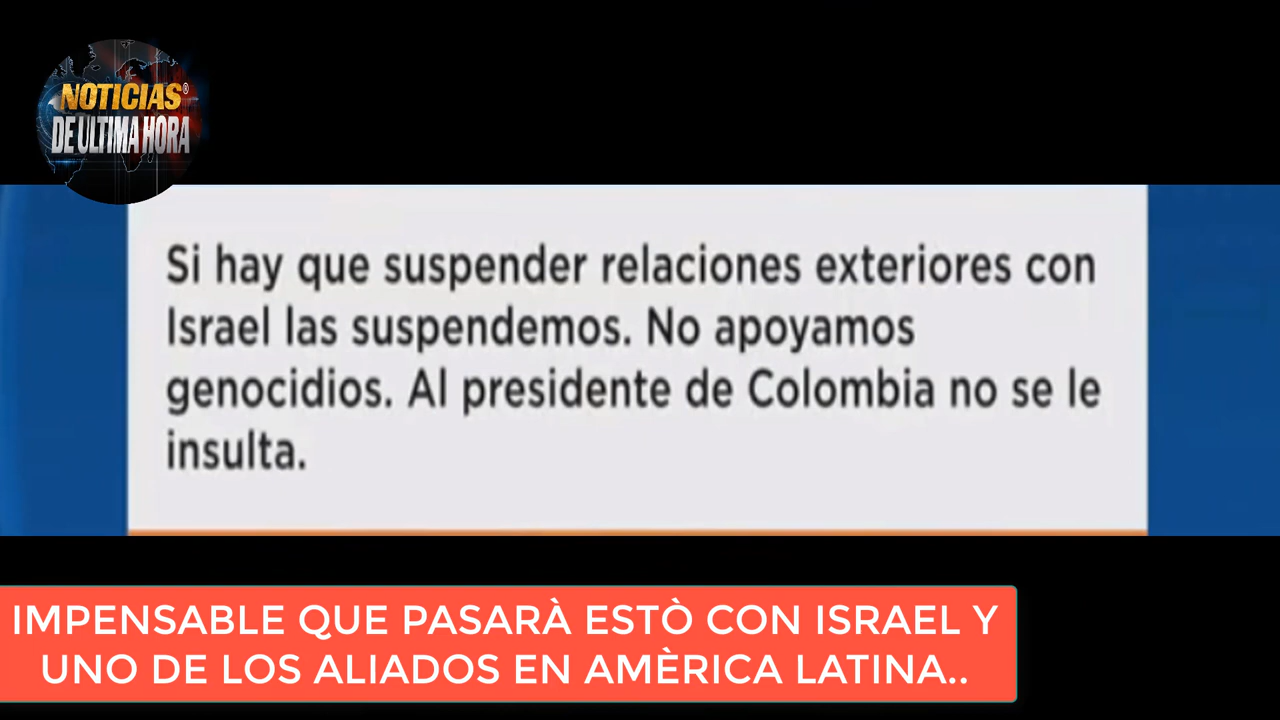 NOTICIAS®
DE ULTIMA HORA
Si hay que suspender relaciones exteriores con
Israel las suspendemos. No apoyamos
genocidios. Al presidente de Colombia no se le
insulta.
IMPENSABLE QUE PASARÀ ESTÒ CON ISRAEL Y
UNO DE LOS ALIADOS EN AMÈRICA LATINA..